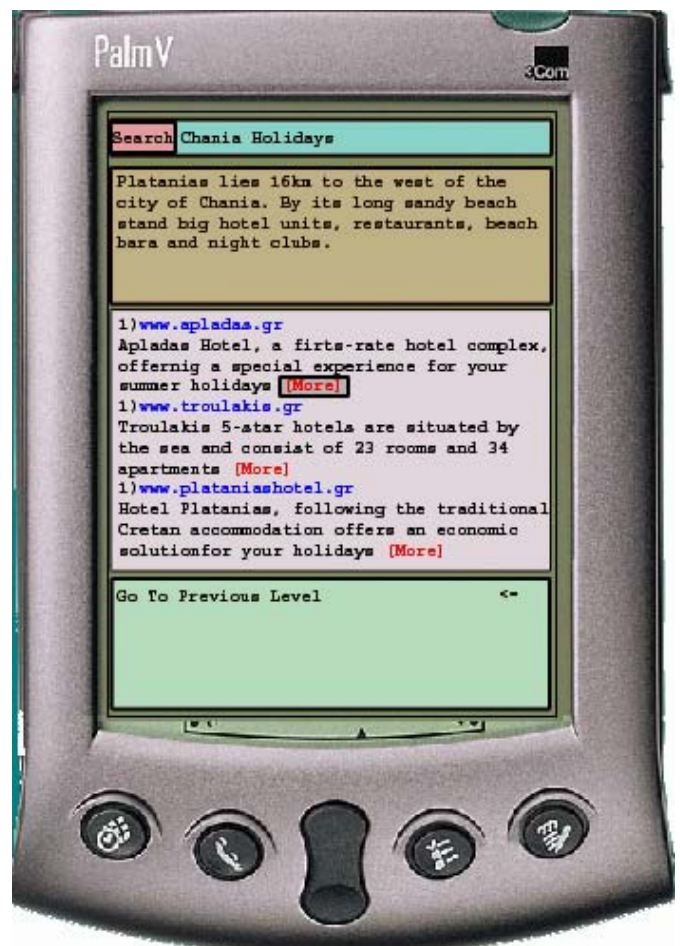 PalmV
3Com
Search Chania Holidays
Platanias lies 16km to the west of the
city of Chania. By its long sandy beach
stand big hotel units, restaurants, beach
bara and night clubs.
1)www.apladas.gr
Apladas Hotel, a firts-rate hotel complex,
offernig a special experience for your
summer holidays [More]
1)www.troulakis.gr
Troulakis 5-star hotels are situated by
the sea and consist of 23 rooms and 34
apartments [More]
1)www.plataniashotel.gr
Hotel Platanias, following the traditional
Cretan accommodation offers an economic
solutionfor your holidays [More]
Go To Previous Level <-